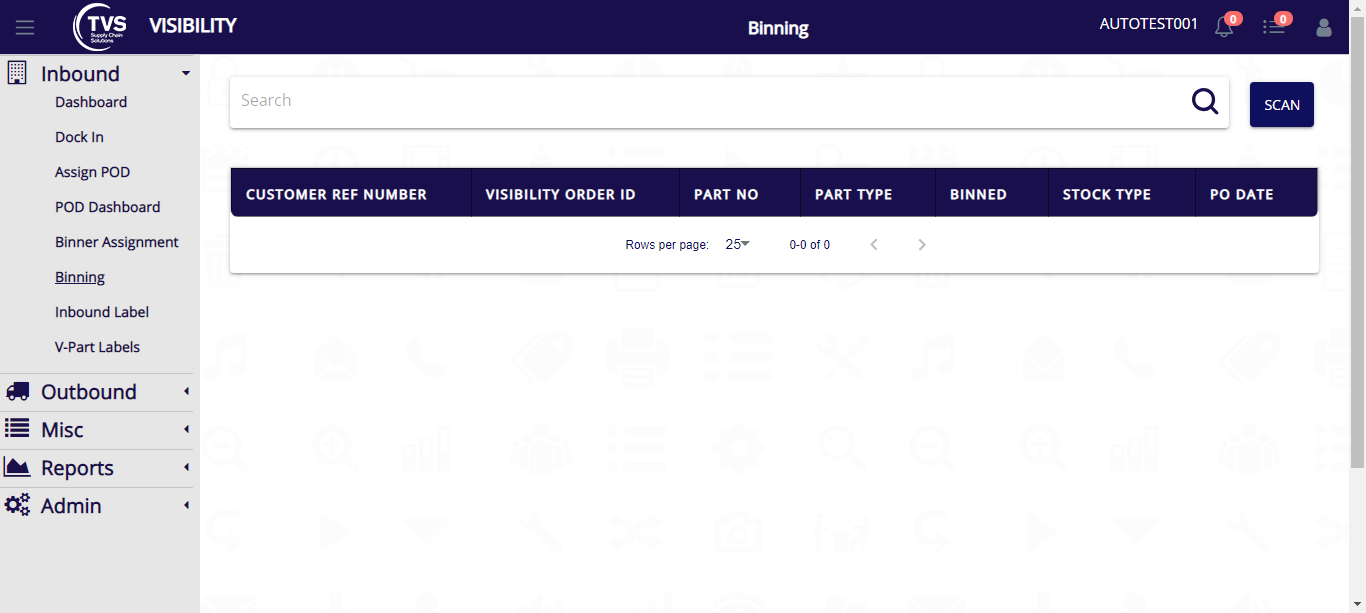 TVS
Supply Chain
Solutions
VISIBILITY
Binning
AUTOTEST001
0
0
Inbound
Dashboard
Dock In
Assign POD
POD Dashboard
Binner Assignment
Binning
Inbound Label
V-Part Labels
Outbound
Misc
Reports
Admin
Search
SCAN
CUSTOMER REF NUMBER VISIBILITY ORDER ID PART NO PART TYPE BINNED STOCK TYPE PO DATE
Rows per page: 25 0-0 of 0